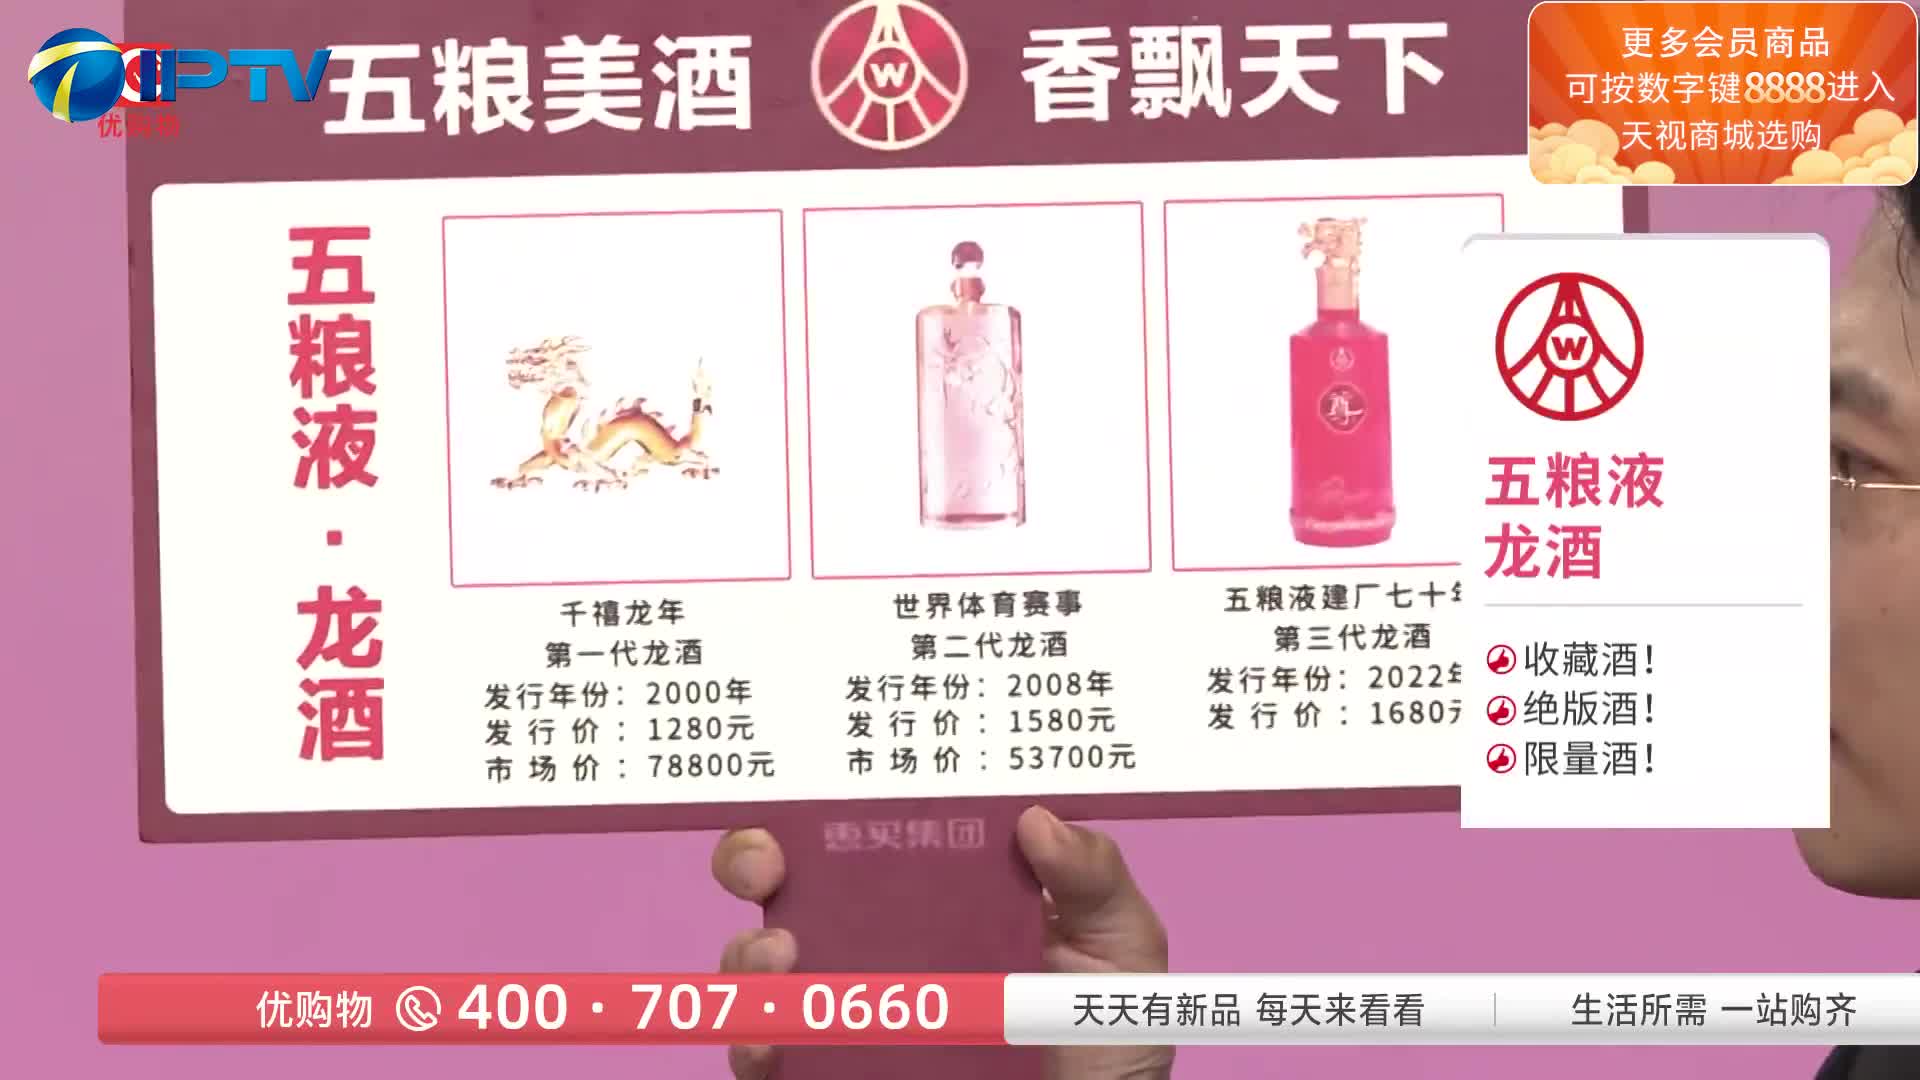 IPTV
优购物
五粮美酒
W
香飘天下
更多会员商品
可按数字键8888进入
天视商城选购
五粮液·龙酒
千禧龙年
第一代龙酒
发行年份：2000年
发行价：1280元
市场价：78800元
世界体育赛事
第二代龙酒
发行年份：2008年
发行价：1580元
市场价：53700元
尊
五粮液建厂七十
第三代龙酒
发行年份：2022
发行价：1680
W
五粮液
龙酒
收藏酒！
绝版酒！
限量酒！
惠买集团
优购物 400·707·0660
天天有新品 每天来看看
生活所需 一站购齐